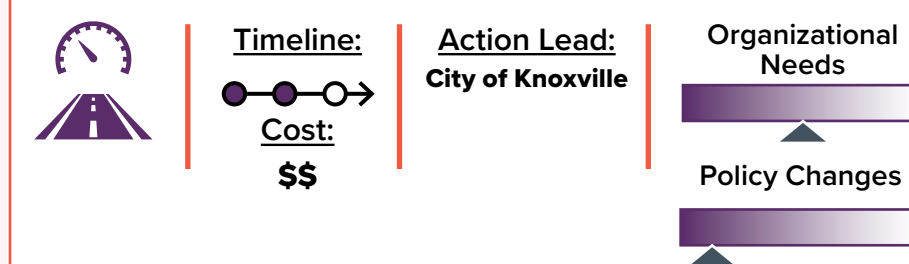 Timeline:
Cost:
$$
Action Lead:
City of Knoxville
Organizational
Needs
Policy Changes